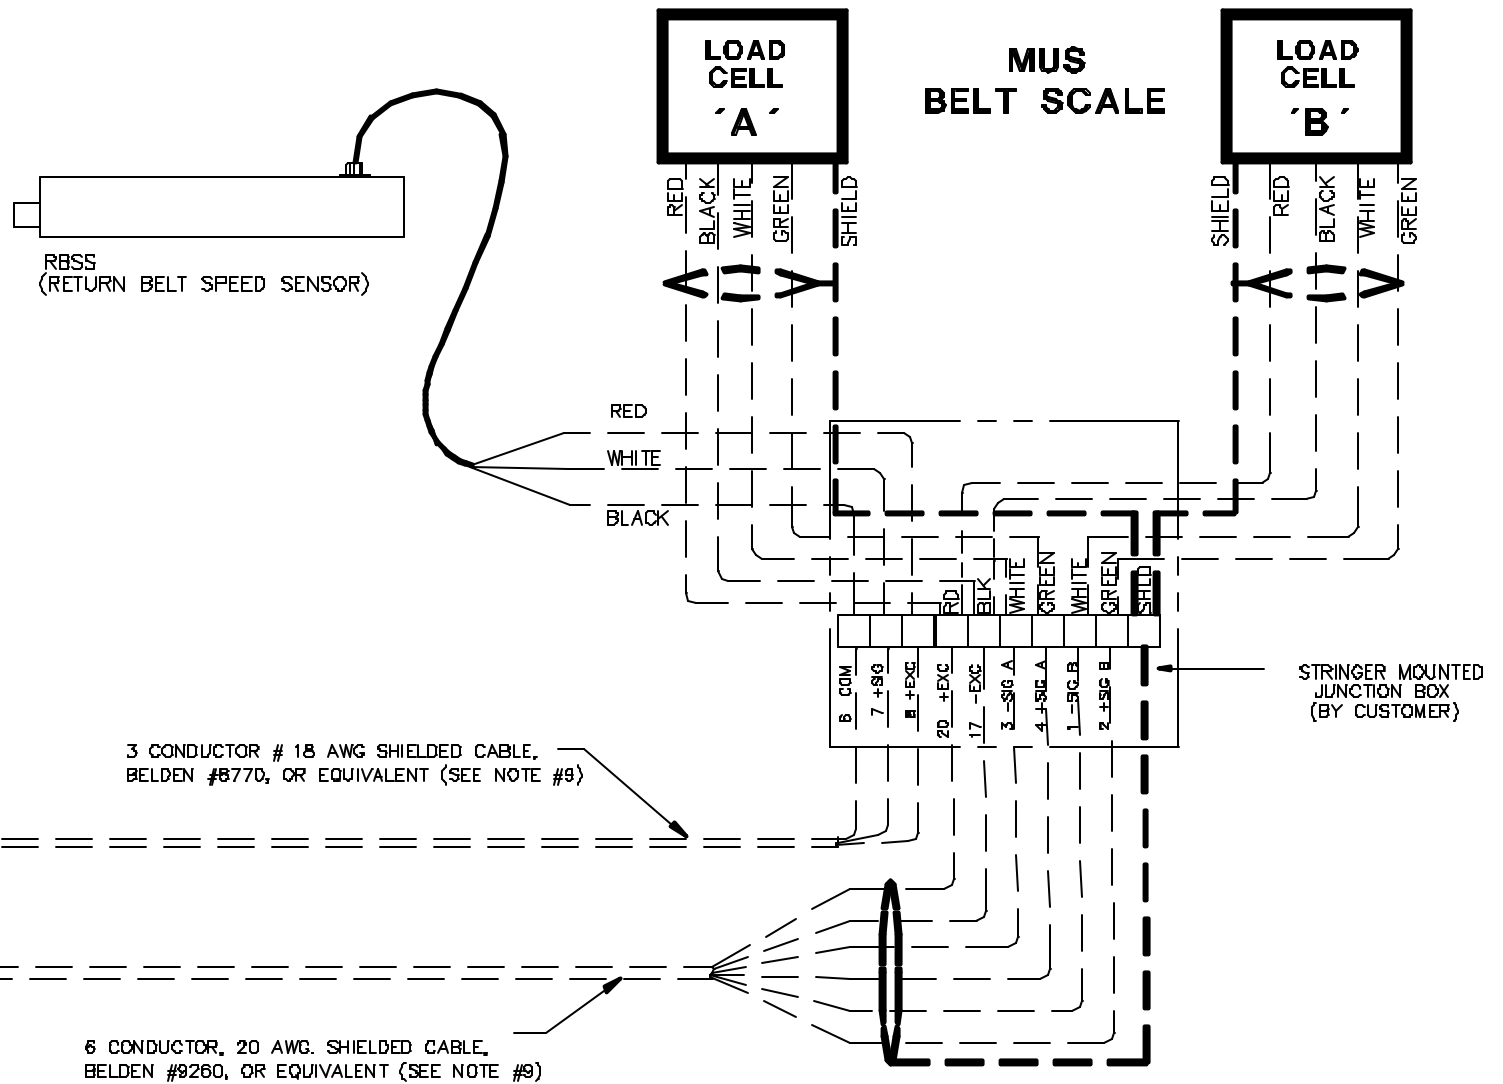 LOAD
CELL
´A´
MUS
BELT SCALE
LOAD
CELL
´B´
RED
BLACK
WHITE
GREEN
SHIELD
SHIELD
RED
BLACK
WHITE
GREEN
RBSS
(RETURN BELT SPEED SENSOR)
RED
WHITE
BLACK
RD
BLK
WHITE
GREEN
WHITE
GREEN
SHLD
6 COM
7 +SIG
8 +EXC
20 +EXC
17 -EXC
3 -SIG A
4 +SIG A
1 -SIG B
2 +SIG B
STRINGER MOUNTED
JUNCTION BOX
(BY CUSTOMER)
3 CONDUCTOR # 18 AWG SHIELDED CABLE,
BELDEN #8770, OR EQUIVALENT (SEE NOTE #9)
6 CONDUCTOR, 20 AWG. SHIELDED CABLE,
BELDEN #9260, OR EQUIVALENT (SEE NOTE #9)